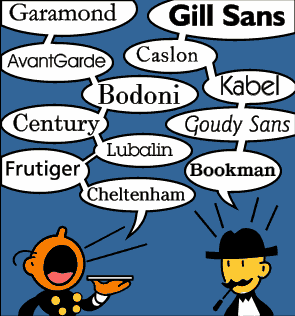 Garamond
Gill Sans
AvantGarde
Caslon
Bodoni
Kabel
Century
Goudy Sans
Lubalin
Frutiger
Bookman
Cheltenham